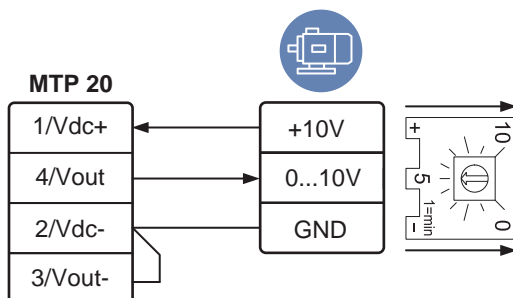 MTP 20
1/Vdc+
+10V
4/Vout
0...10V
2/Vdc-
GND
3/Vout-
+
5
-
1=min
10
0